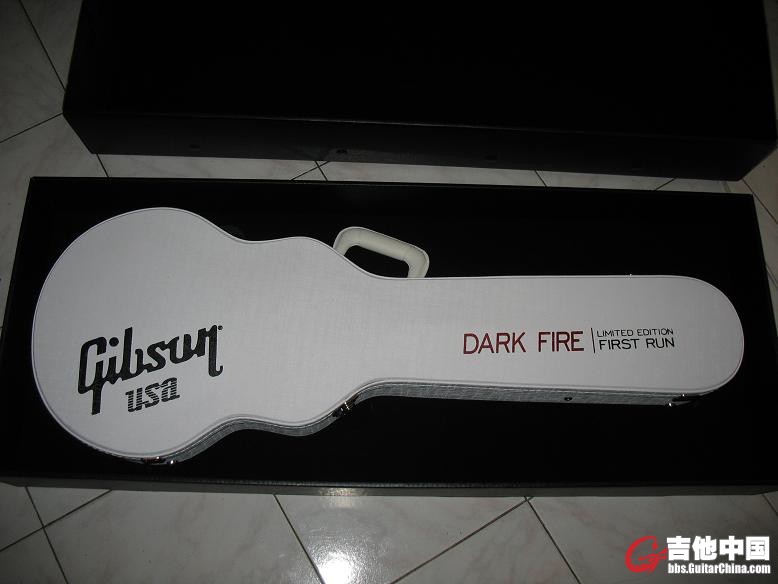 Gibson
USA
DARK FIRE
LIMITED EDITION
FIRST RUN
吉他中国
bbs.GuitarChina.com